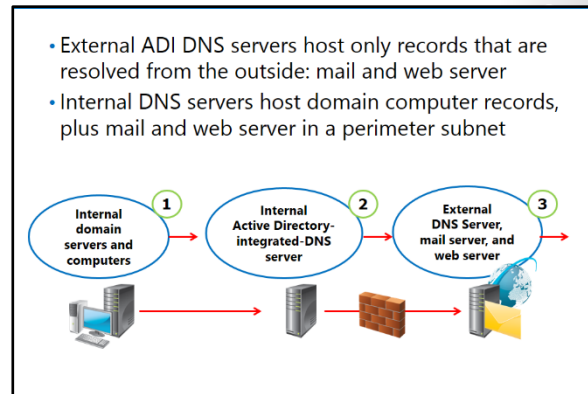 • External ADI DNS servers host only records that are
resolved from the outside: mail and web server
• Internal DNS servers host domain computer records,
plus mail and web server in a perimeter subnet
1
Internal
domain
servers and
computers
2
Internal
Active Directory-
integrated-DNS
server
3
External
DNS Server,
mail server, and
web server